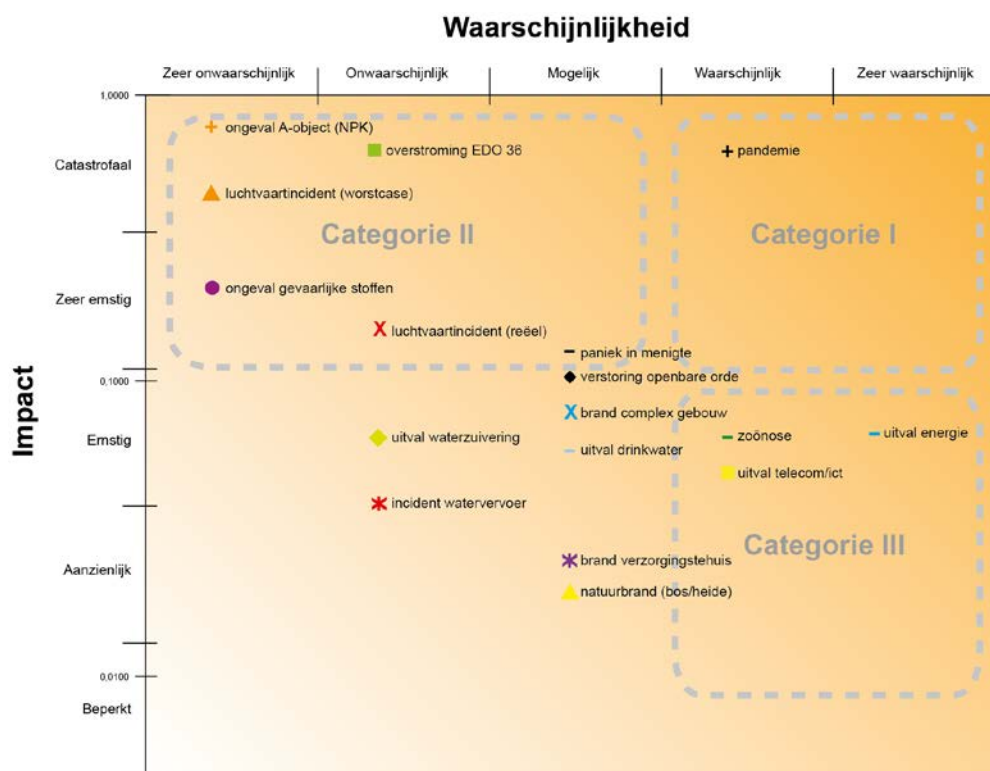 Waarschijnlijkheid
Zeer onwaarschijnlijk
Onwaarschijnlijk
Mogelijk
Waarschijnlijk
Zeer waarschijnlijk
Impact
1,0000
Catastrofaal
Zeer ernstig
0,1000
Ernstig
Aanzienlijk
0,0100
Beperkt
ongeval A-object (NPK)
overstroming EDO 36
pandemie
luchtvaartincident (worstcase)
Categorie II
Categorie I
ongeval gevaarlijke stoffen
luchtvaartincident (reëel)
paniek in menigte
verstoring openbare orde
brand complex gebouw
uitval waterzuivering
zoönose
uitval energie
uitval drinkwater
uitval telecom/ict
incident watervervoer
Categorie III
brand verzorgingstehuis
natuurbrand (bos/heide)